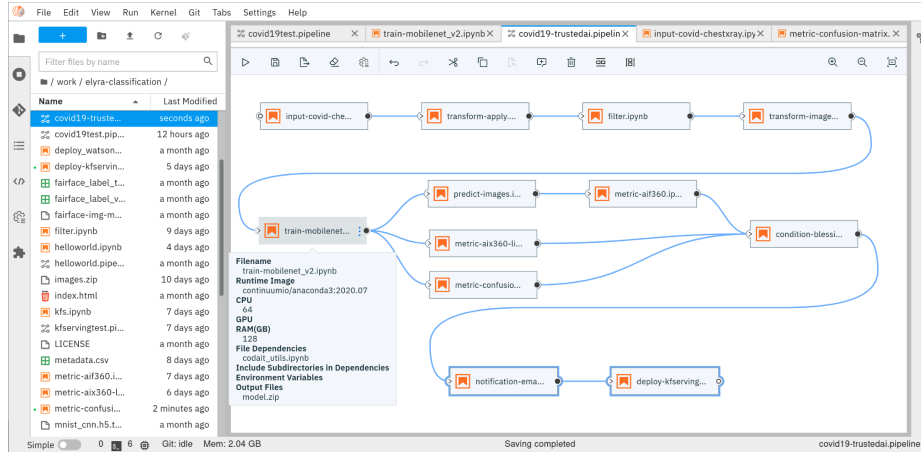 File Edit View Run Kernel Git Tabs Settings Help
covid19test.pipeline
train-mobilenet_v2.ipynb
covid19-trustedai.pipelin
input-covid-chestxray.ipy
metric-confusion-matrix.
Filter files by name
/ work / elyra-classification /
Name Last Modified
covid19-truste... seconds ago
covid19test.pip... 12 hours ago
deploy_watson... a month ago
deploy-kfservin... 5 days ago
fairface_label_t... a month ago
fairface_label_v... a month ago
fairface-img-m... a month ago
filter.ipynb 9 days ago
helloworld.ipynb 4 days ago
helloworld.pipe... a month ago
images.zip 10 days ago
index.html a month ago
kfs.ipynb 7 days ago
kfservingtest.pi... 7 days ago
LICENSE a month ago
metadata.csv 8 days ago
metric-aif360.i... 7 days ago
metric-aix360-l... 6 days ago
metric-confusi... 2 minutes ago
mnist_cnn.h5.t... a month ago
input-covid-che...
transform-apply....
filter.ipynb
transform-image...
predict-images.i...
metric-aif360.ip...
train-mobilenet...
metric-aix360-li...
condition-blessi...
metric-confusio...
Filename
train-mobilenet_v2.ipynb
Runtime Image
continuumio/anaconda3:2020.07
CPU
64
GPU
RAM(GB)
128
File Dependencies
codait_utils.ipynb
Include Subdirectories in Dependencies
Environment Variables
Output Files
model.zip
notification-ema...
deploy-kfserving...
Simple 0 6 Git: idle Mem: 2.04 GB Saving completed covid19-trustedai.pipeline